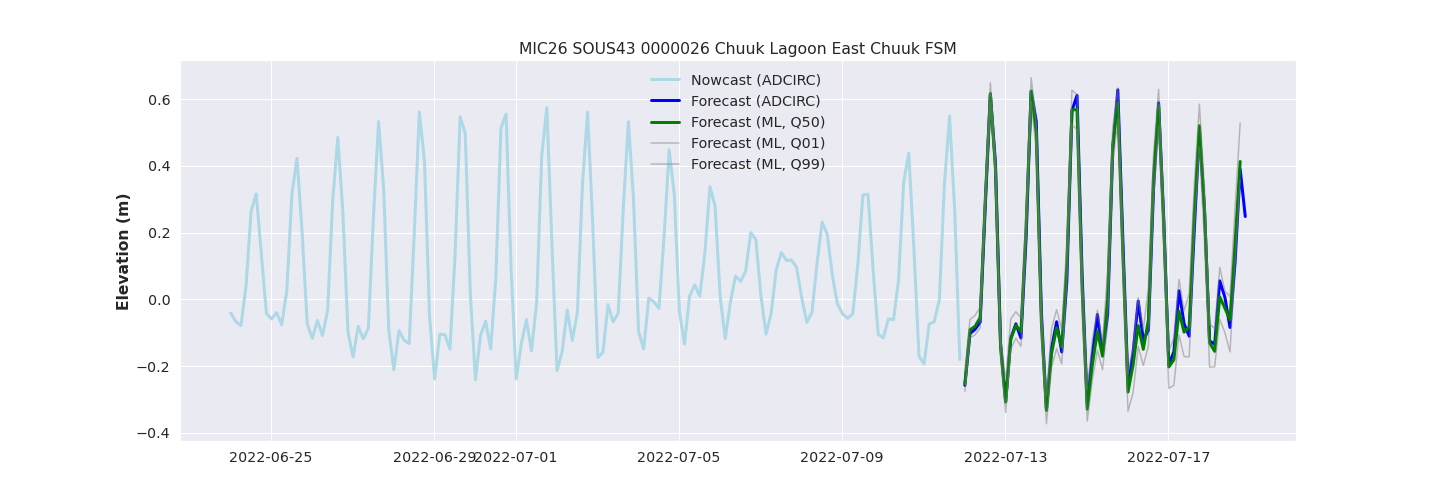 MIC26 SOUS43 0000026 Chuuk Lagoon East Chuuk FSM
Nowcast (ADCIRC)
Forecast (ADCIRC)
Forecast (ML, Q50)
Forecast (ML, Q01)
Forecast (ML, Q99)
Elevation (m)
0.6
0.4
0.2
0.0
−0.2
−0.4
2022-06-25
2022-06-29
2022-07-01
2022-07-05
2022-07-09
2022-07-13
2022-07-17